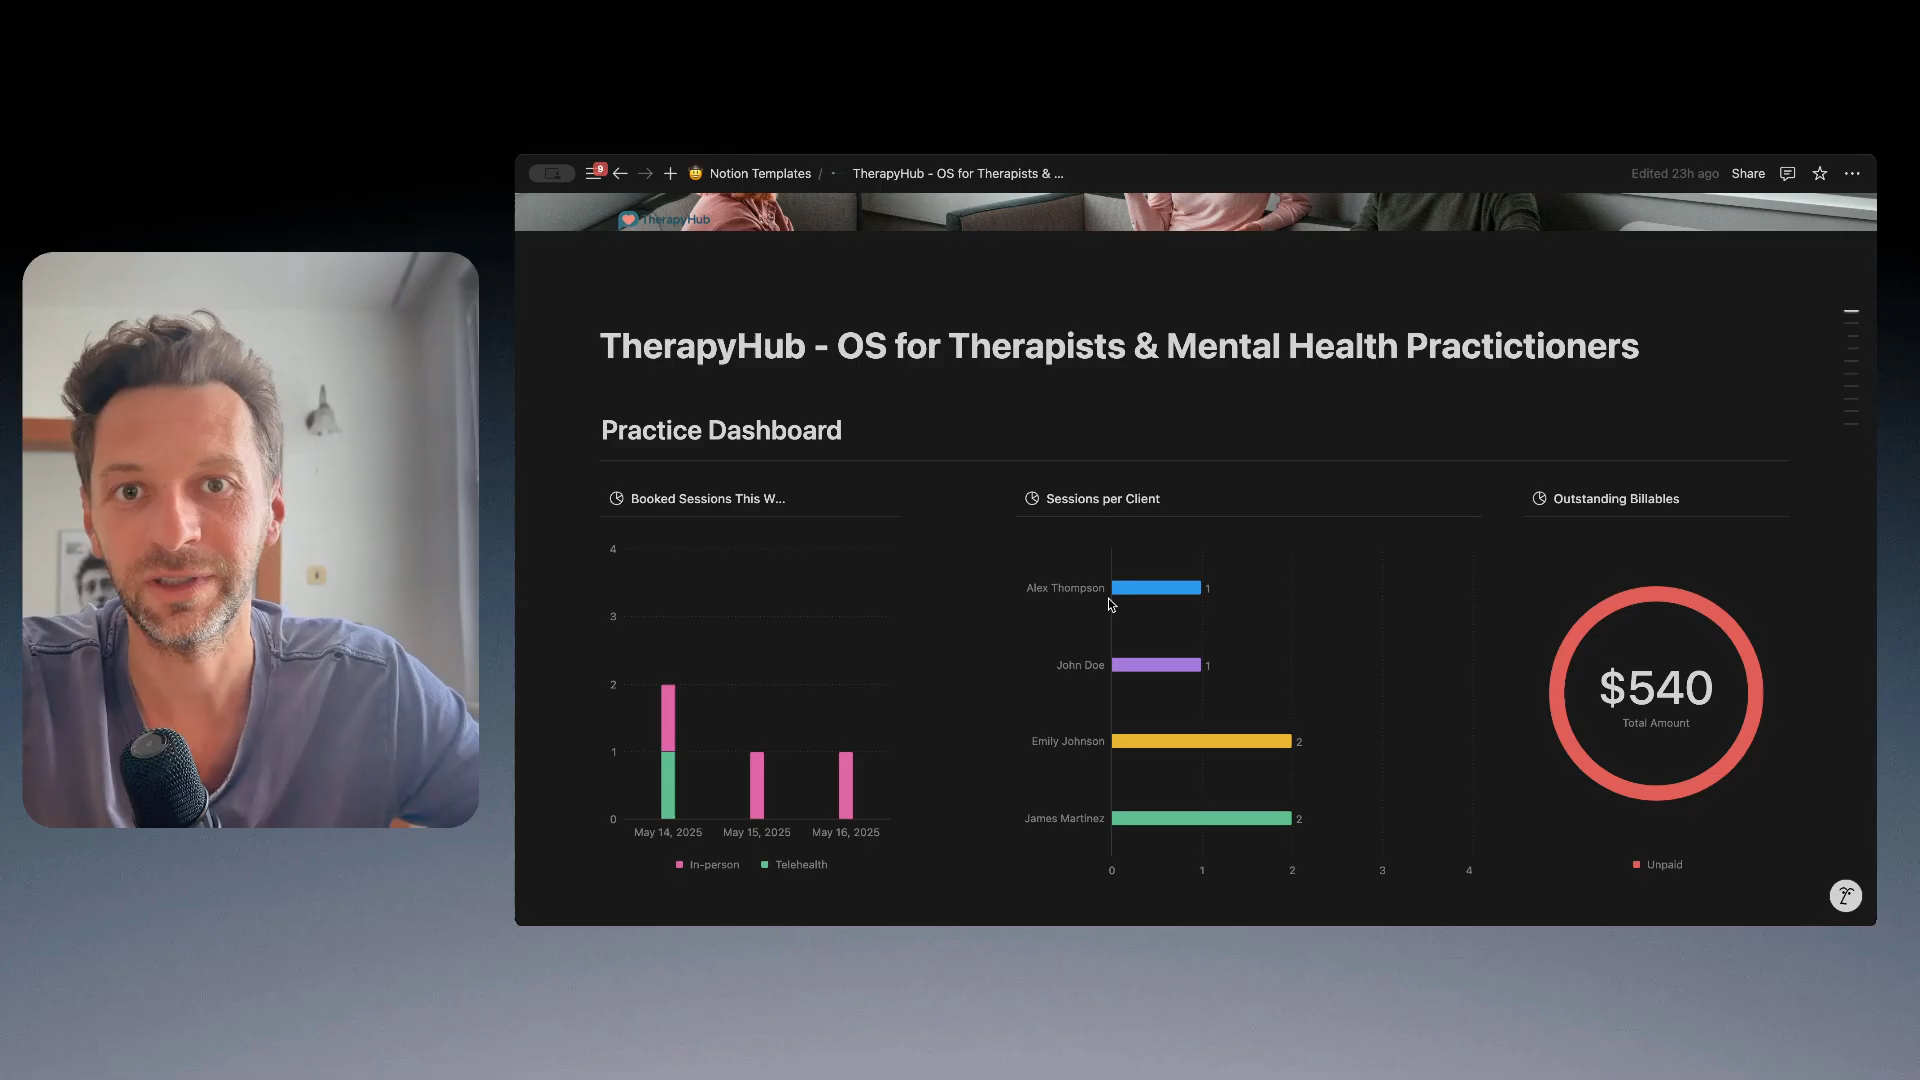 9
Notion Templates / TherapyHub - OS for Therapists & ...
Edited 23h ago Share
TherapyHub
TherapyHub - OS for Therapists & Mental Health Practictioners
Practice Dashboard
Booked Sessions This W...
4
3
2
1
0
May 14, 2025 May 15, 2025 May 16, 2025
In-person Telehealth
Sessions per Client
Alex Thompson 1
John Doe 1
Emily Johnson 2
James Martinez 2
0 1 2 3 4
Outstanding Billables
$540
Total Amount
Unpaid